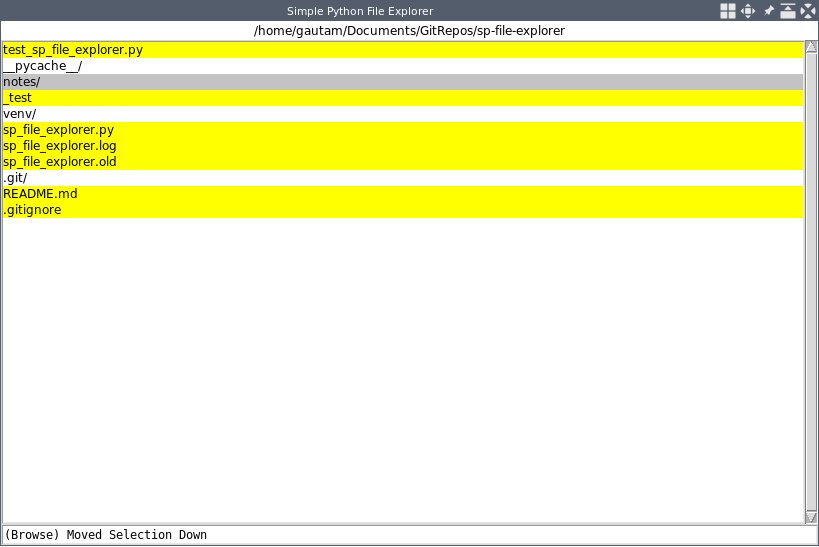 Simple Python File Explorer
/home/gautam/Documents/GitRepos/sp-file-explorer
test_sp_file_explorer.py
__pycache__/
notes/
_test
venv/
sp_file_explorer.py
sp_file_explorer.log
sp_file_explorer.old
.git/
README.md
.gitignore
(Browse) Moved Selection Down